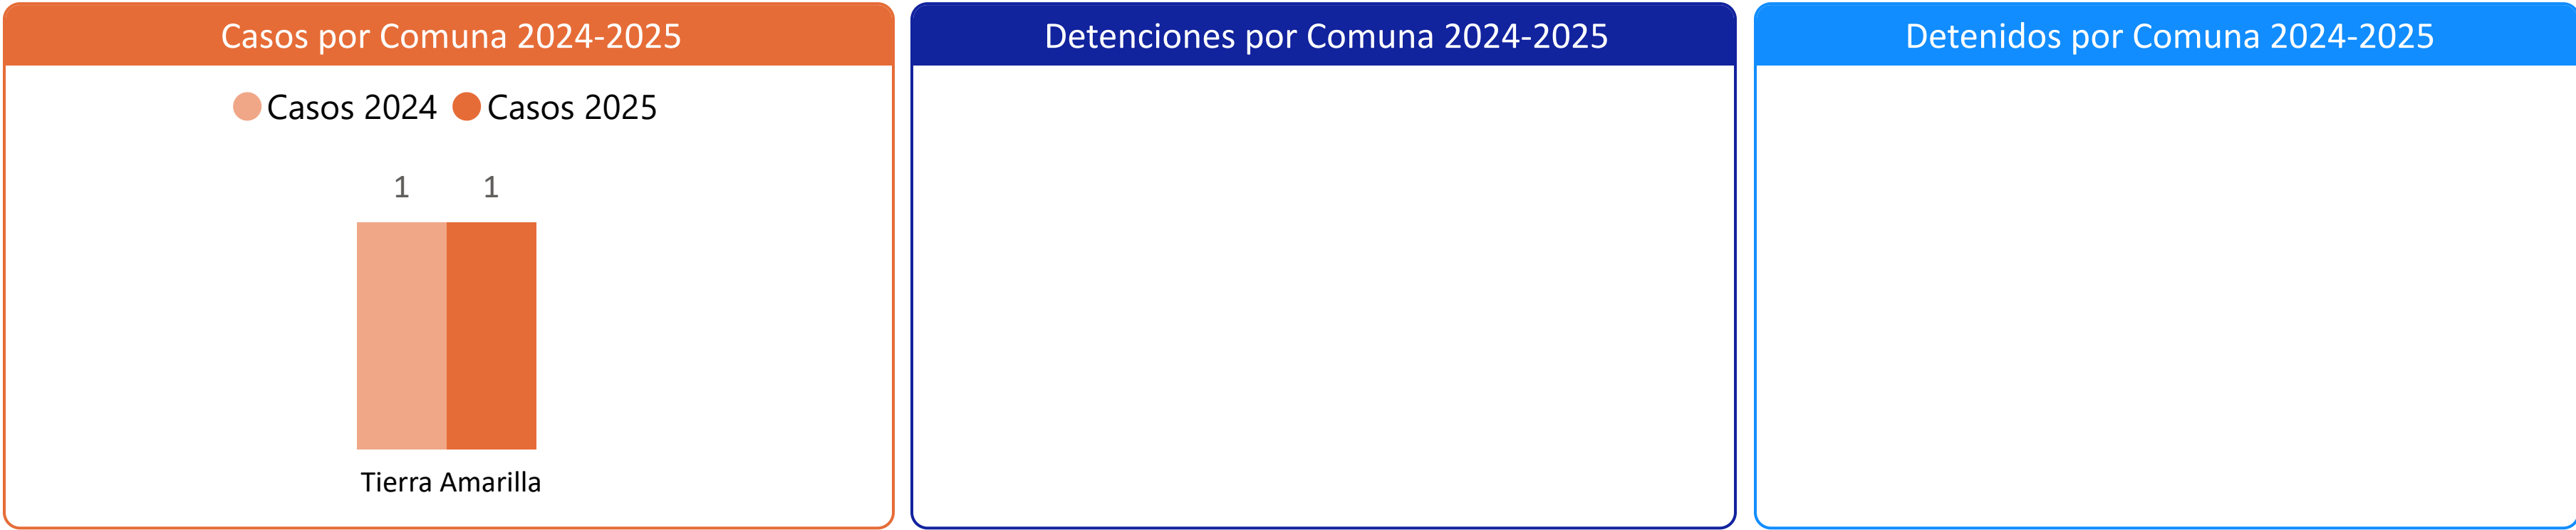 Casos por Comuna 2024-2025
Casos 2024 Casos 2025
1 1
Tierra Amarilla
Detenciones por Comuna 2024-2025
Detenidos por Comuna 2024-2025